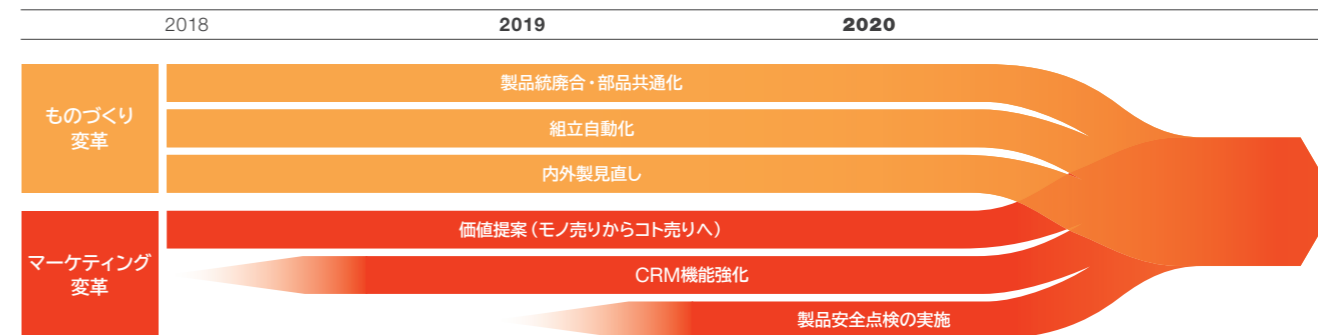 2018 2019 2020
ものづくり
変革
製品統廃合・部品共通化
組立自動化
内外製見直し
マーケティング
変革
価値提案（モノ売りからコト売りへ）
CRM機能強化
製品安全点検の実施